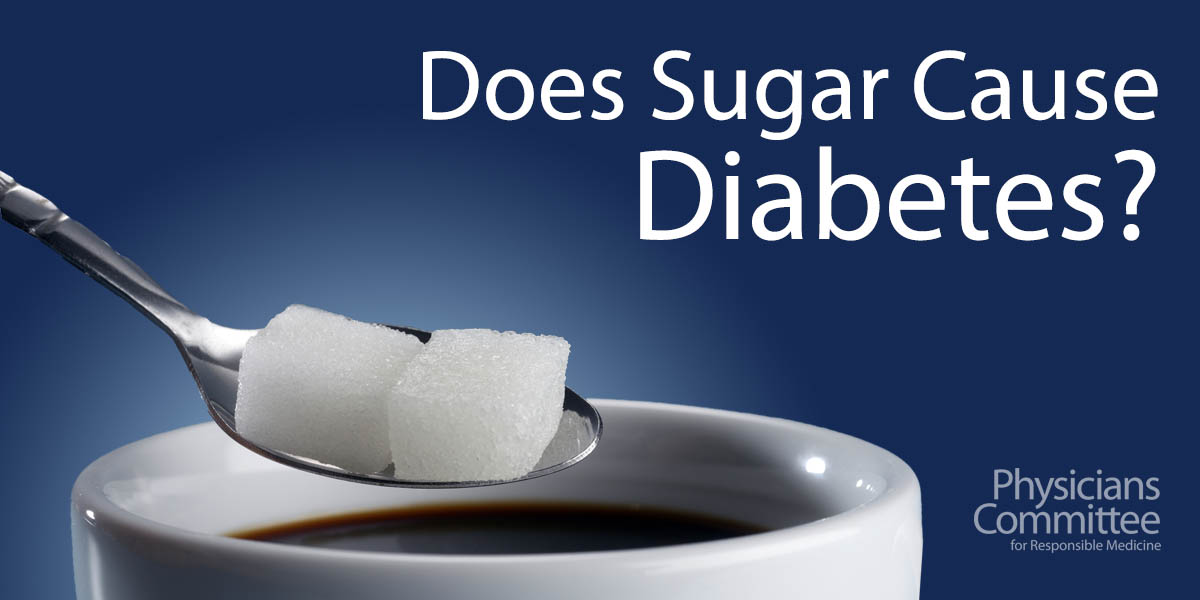 Does Sugar Cause
Diabetes?
Physicians
Committee
for Responsible Medicine